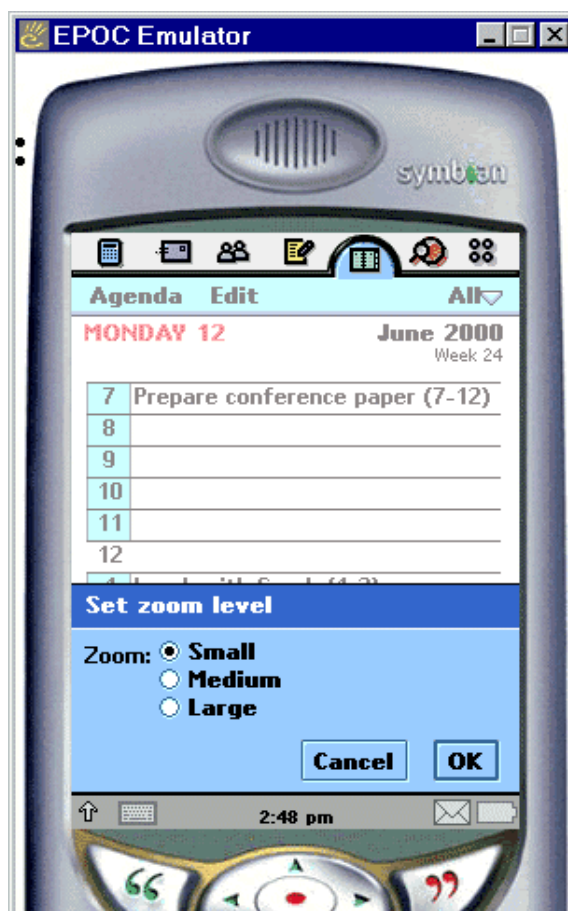 EPOC Emulator
symbian
Agenda Edit All
MONDAY 12 June 2000
Week 24
7 Prepare conference paper (7-12)
8
9
10
11
12
Set zoom level
Zoom: Small
Medium
Large
Cancel OK
2:48 pm